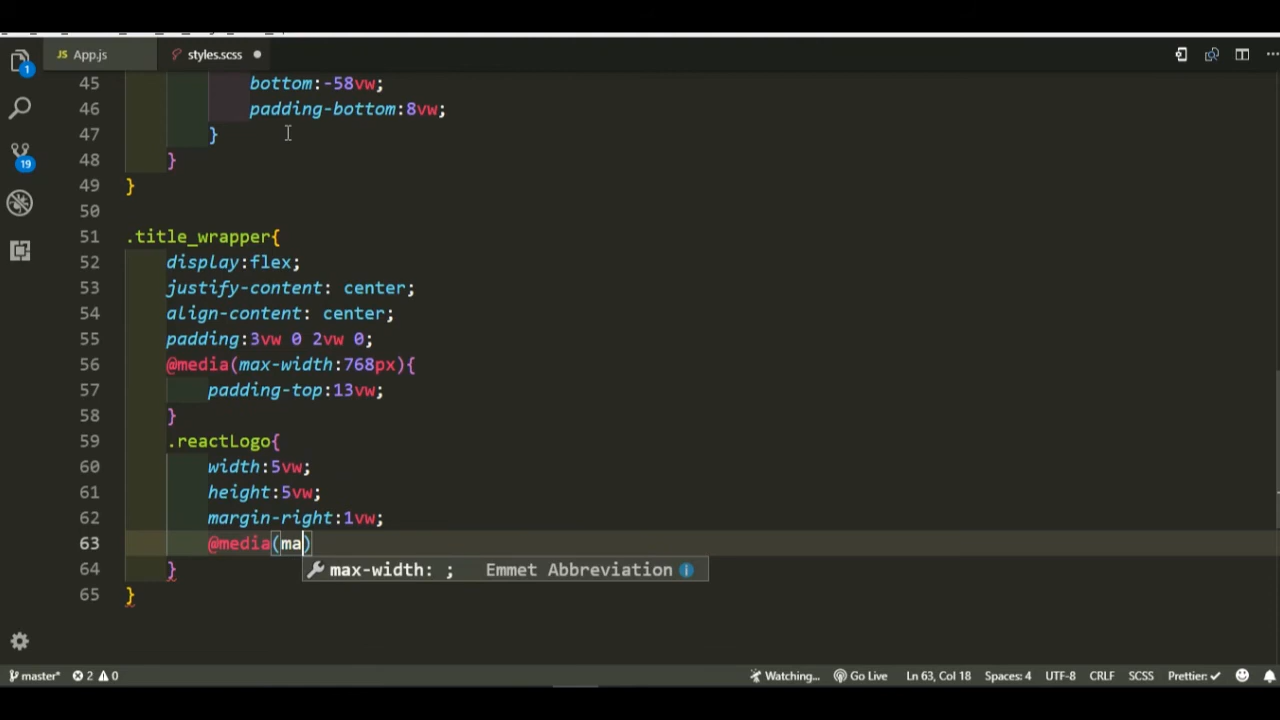 App.js
styles.scss
1
45 bottom:-58vw;
46 padding-bottom:8vw;
47 }
48 }
49 }
50
51 .title_wrapper{
52 display:flex;
53 justify-content: center;
54 align-content: center;
55 padding:3vw 0 2vw 0;
56 @media(max-width:768px){
57 padding-top:13vw;
58 }
59 .reactLogo{
60 width:5vw;
61 height:5vw;
62 margin-right:1vw;
63 @media(ma)
max-width: ; Emmet Abbreviation
64 }
65 }
19
master* 2 0 Watching... Go Live Ln 63, Col 18 Spaces: 4 UTF-8 CRLF SCSS Prettier: